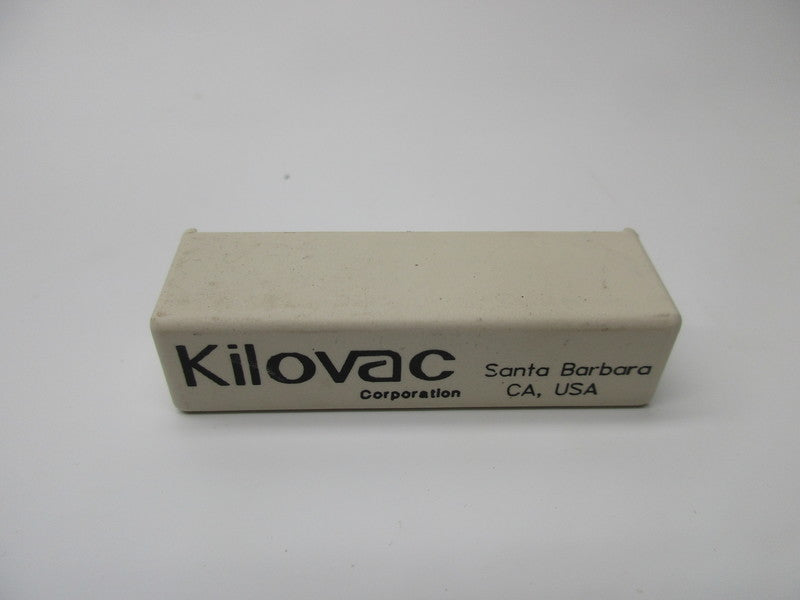 Kilovac
Corporation
Santa Barbara
CA, USA